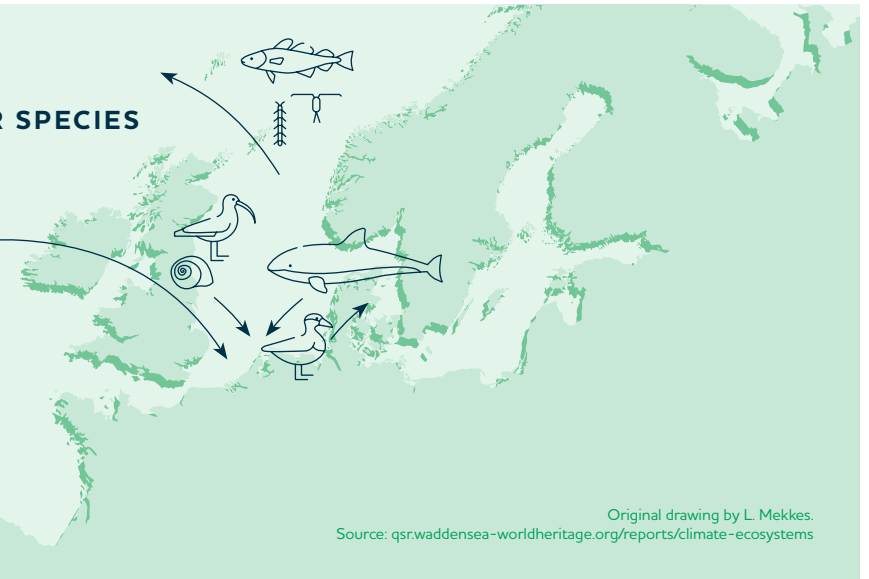 R SPECIES
Original drawing by L. Mekkes.
Source: qsr.waddensea-worldheritage.org/reports/climate-ecosystems